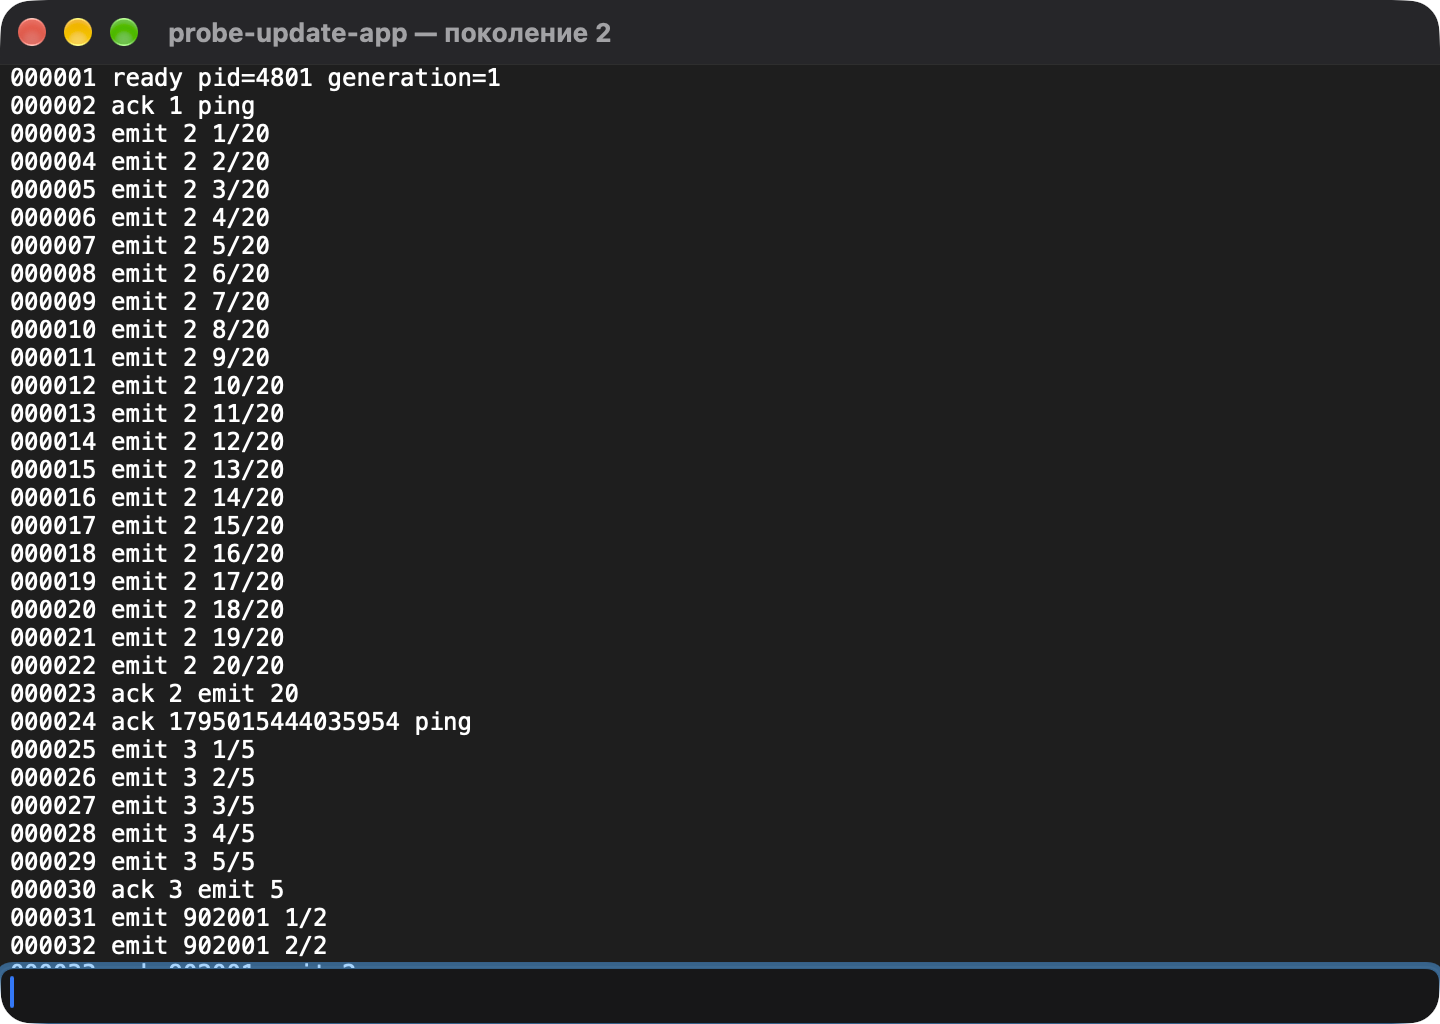 probe-update-app — поколение 2
000001 ready pid=4801 generation=1
000002 ack 1 ping
000003 emit 2 1/20
000004 emit 2 2/20
000005 emit 2 3/20
000006 emit 2 4/20
000007 emit 2 5/20
000008 emit 2 6/20
000009 emit 2 7/20
000010 emit 2 8/20
000011 emit 2 9/20
000012 emit 2 10/20
000013 emit 2 11/20
000014 emit 2 12/20
000015 emit 2 13/20
000016 emit 2 14/20
000017 emit 2 15/20
000018 emit 2 16/20
000019 emit 2 17/20
000020 emit 2 18/20
000021 emit 2 19/20
000022 emit 2 20/20
000023 ack 2 emit 20
000024 ack 1795015444035954 ping
000025 emit 3 1/5
000026 emit 3 2/5
000027 emit 3 3/5
000028 emit 3 4/5
000029 emit 3 5/5
000030 ack 3 emit 5
000031 emit 902001 1/2
000032 emit 902001 2/2